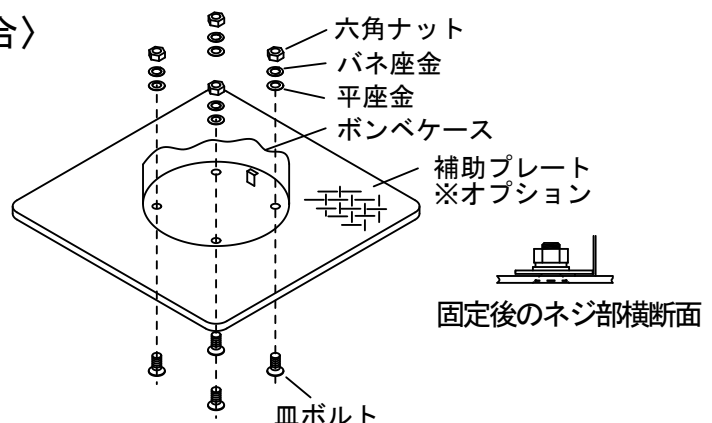 合〉
六角ナット
バネ座金
平座金
ボンベケース
補助プレート
※オプション
固定後のネジ部横断面
皿ボルト